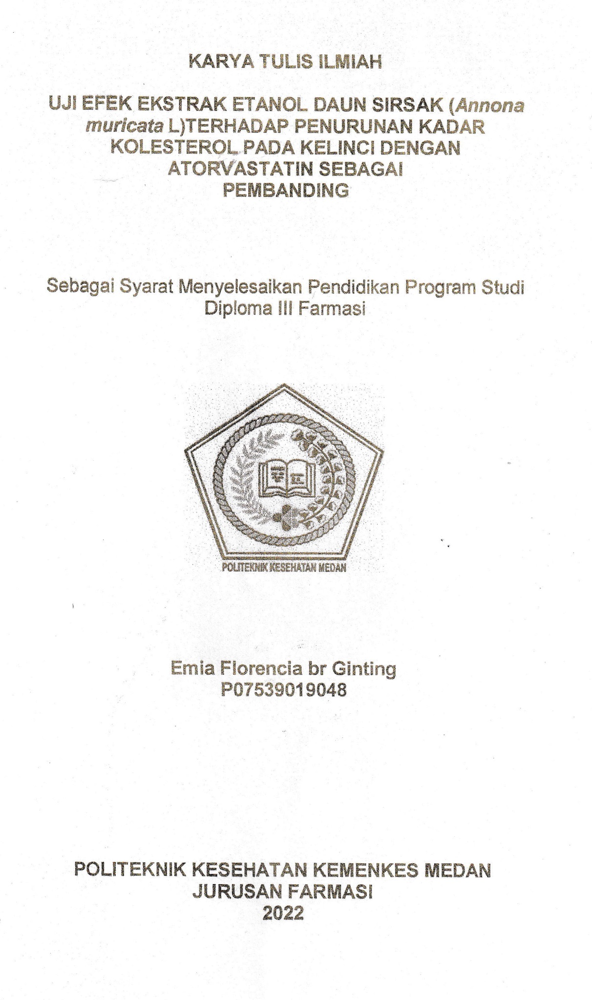 KARYA TULIS ILMIAH
UJI EFEK EKSTRAK ETANOL DAUN SIRSAK (Annona
muricata L)TERHADAP PENURUNAN KADAR
KOLESTEROL PADA KELINCI DENGAN
ATORVASTATIN SEBAGAI
PEMBANDING
Sebagai Syarat Menyelesaikan Pendidikan Program Studi
Diploma III Farmasi
POLITEKNIK KESEHATAN MEDAN
Emia Florencia br Ginting
P07539019048
POLITEKNIK KESEHATAN KEMENKES MEDAN
JURUSAN FARMASI
2022